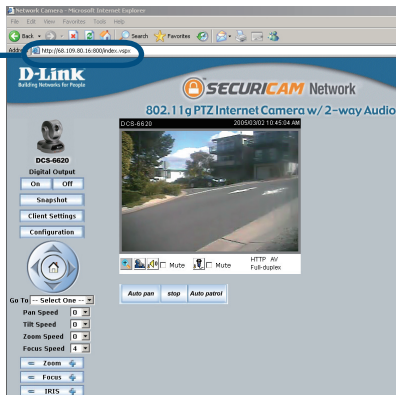 Network Camera - Microsoft Internet Explorer
File Edit View Favorites Tools Help
Back Search Favorites
Address http://68.109.80.16:800/index.vspx
D-Link
Building Networks for People
SECURICAM Network
802.11g PTZ Internet Camera w/ 2-way Audio
DCS-6620 2005/03/02 10:45:04 AM
DCS-6620
Digital Output
On Off
Snapshot
Client Settings
Configuration
Mute Mute HTTP AV
Full-duplex
Go To -- Select One --
Auto pan stop Auto patrol
Pan Speed 0
Tilt Speed 0
Zoom Speed 0
Focus Speed 4
Zoom
Focus
IRIS